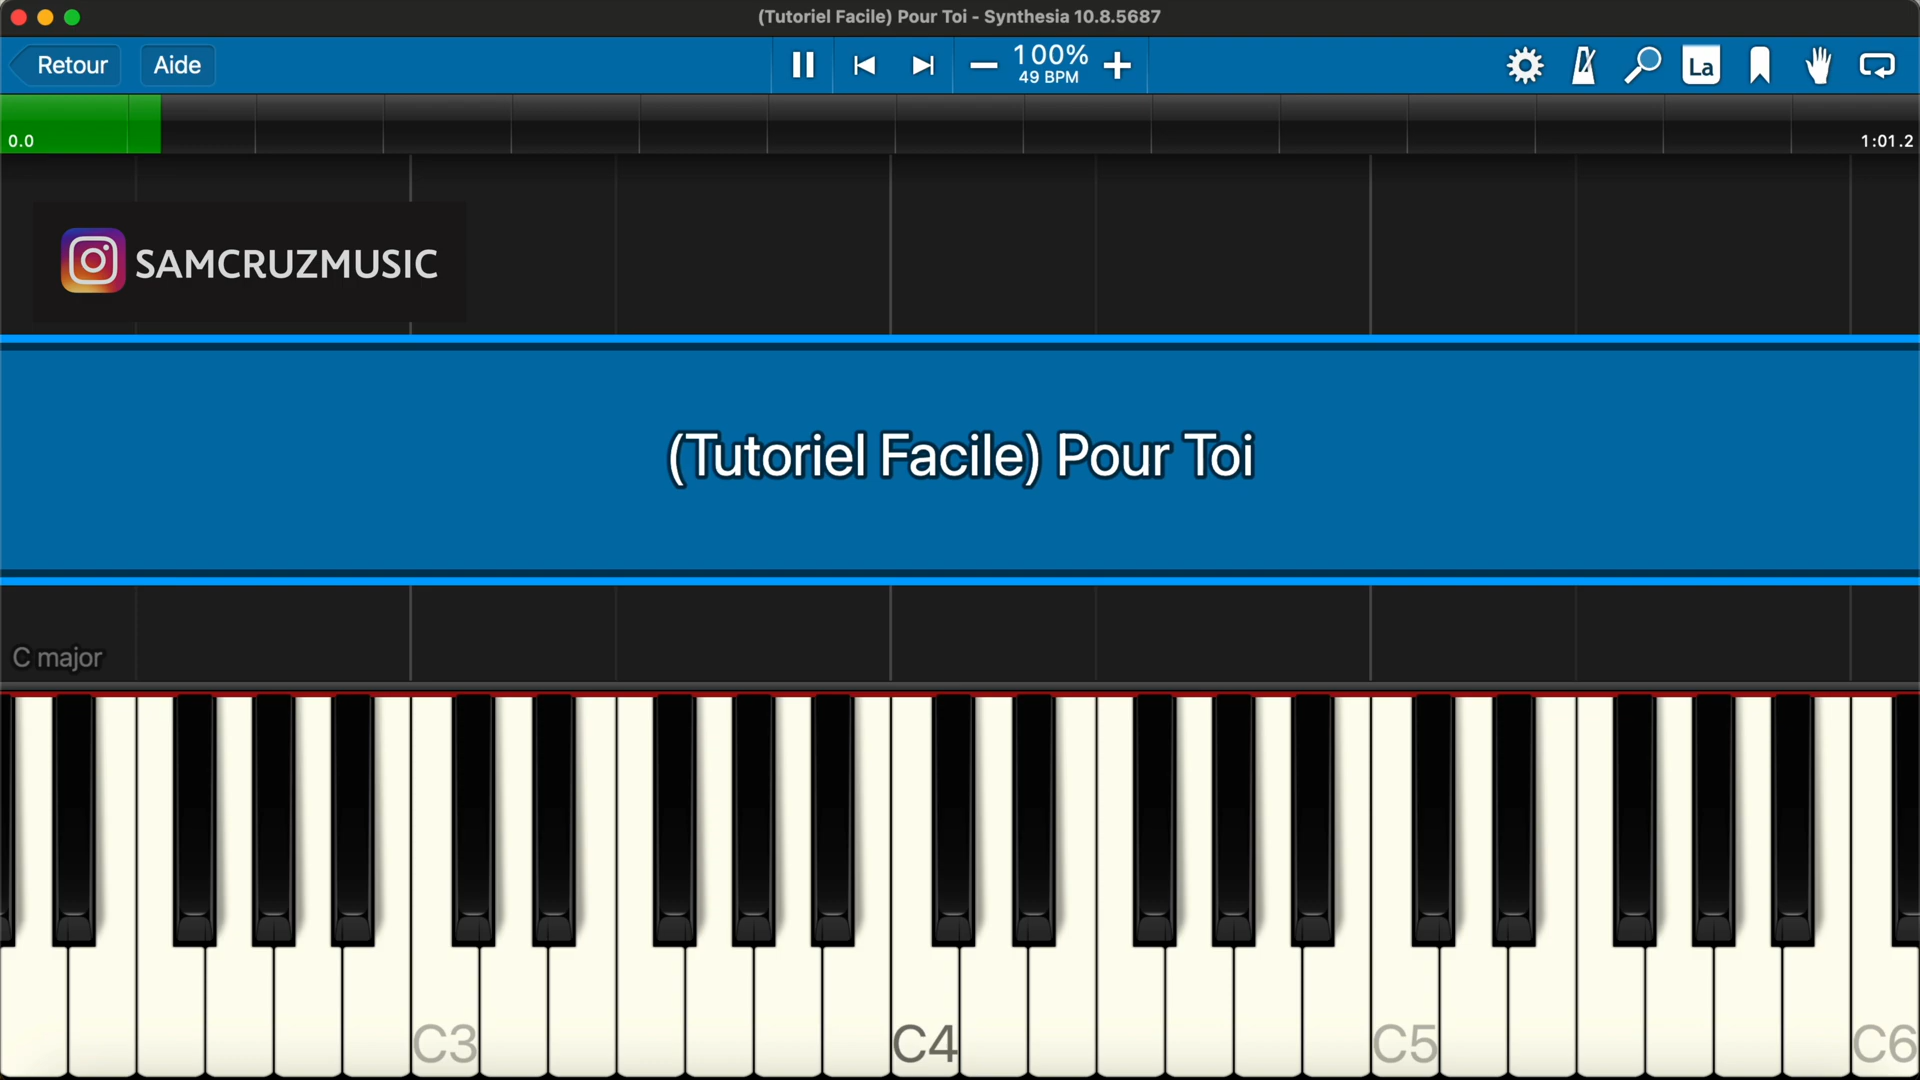 (Tutoriel Facile) Pour Toi - Synthesia 10.8.5687
Retour
Aide
100%
49 BPM
La
0.0
1:01.2
SAMCRUZMUSIC
(Tutoriel Facile) Pour Toi
C major
C3
C4
C5
C6